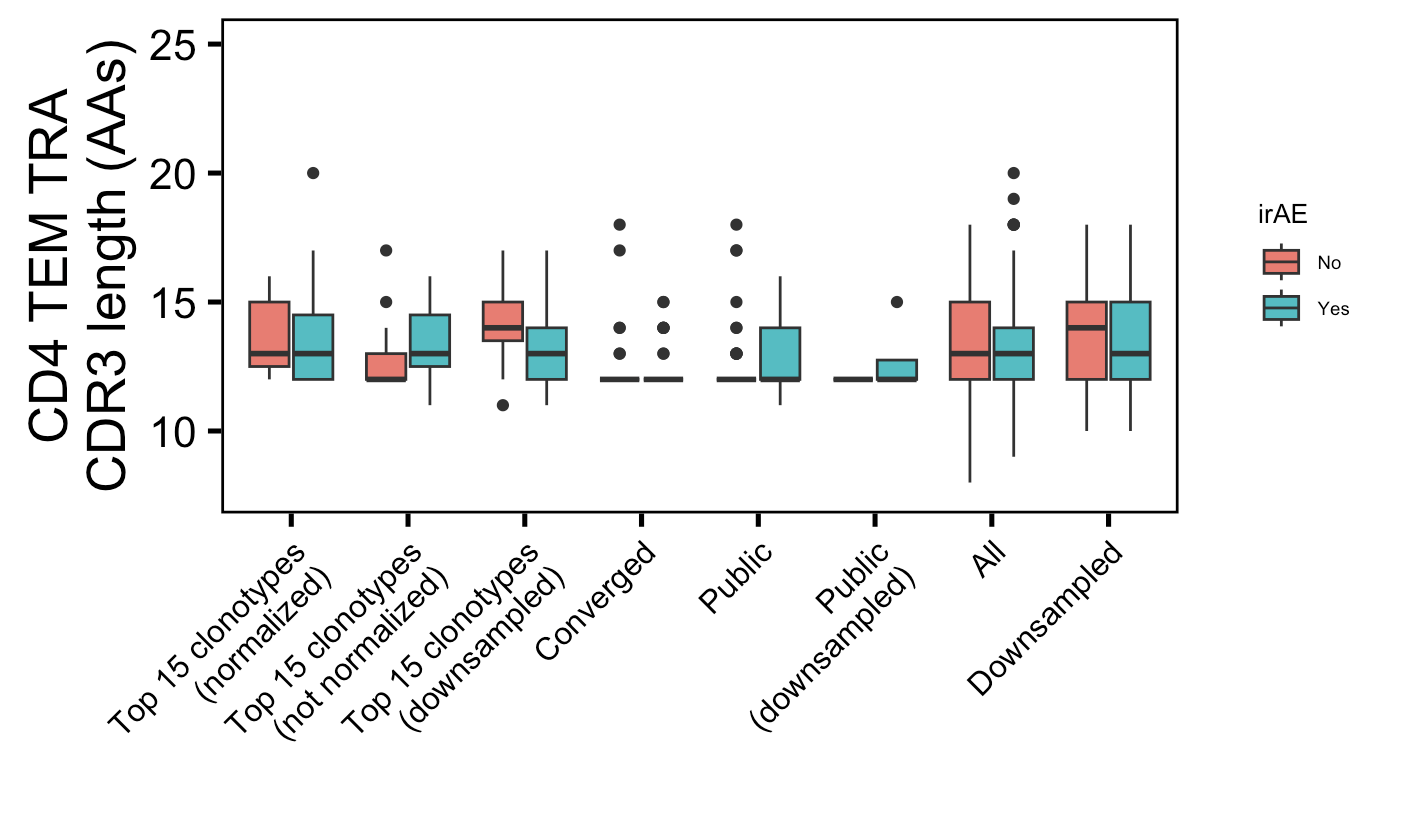 CD4 TEM TRA
CDR3 length (AAs)
25
20
15
10
Top 15 clonotypes
(normalized)
Top 15 clonotypes
(not normalized)
Top 15 clonotypes
(downsampled)
Converged
Public
Public
(downsampled)
All
Downsampled
irAE
No
Yes